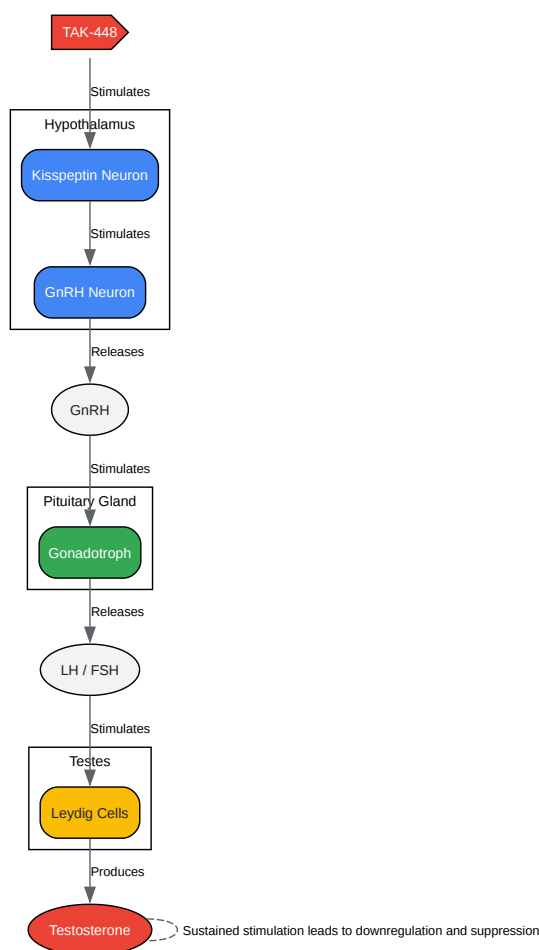 TAK-448
Stimulates
Hypothalamus
Kisspeptin Neuron
Stimulates
GnRH Neuron
Releases
GnRH
Stimulates
Pituitary Gland
Gonadotroph
Releases
LH / FSH
Stimulates
Testes
Leydig Cells
Produces
Testosterone
Sustained stimulation leads to downregulation and suppression